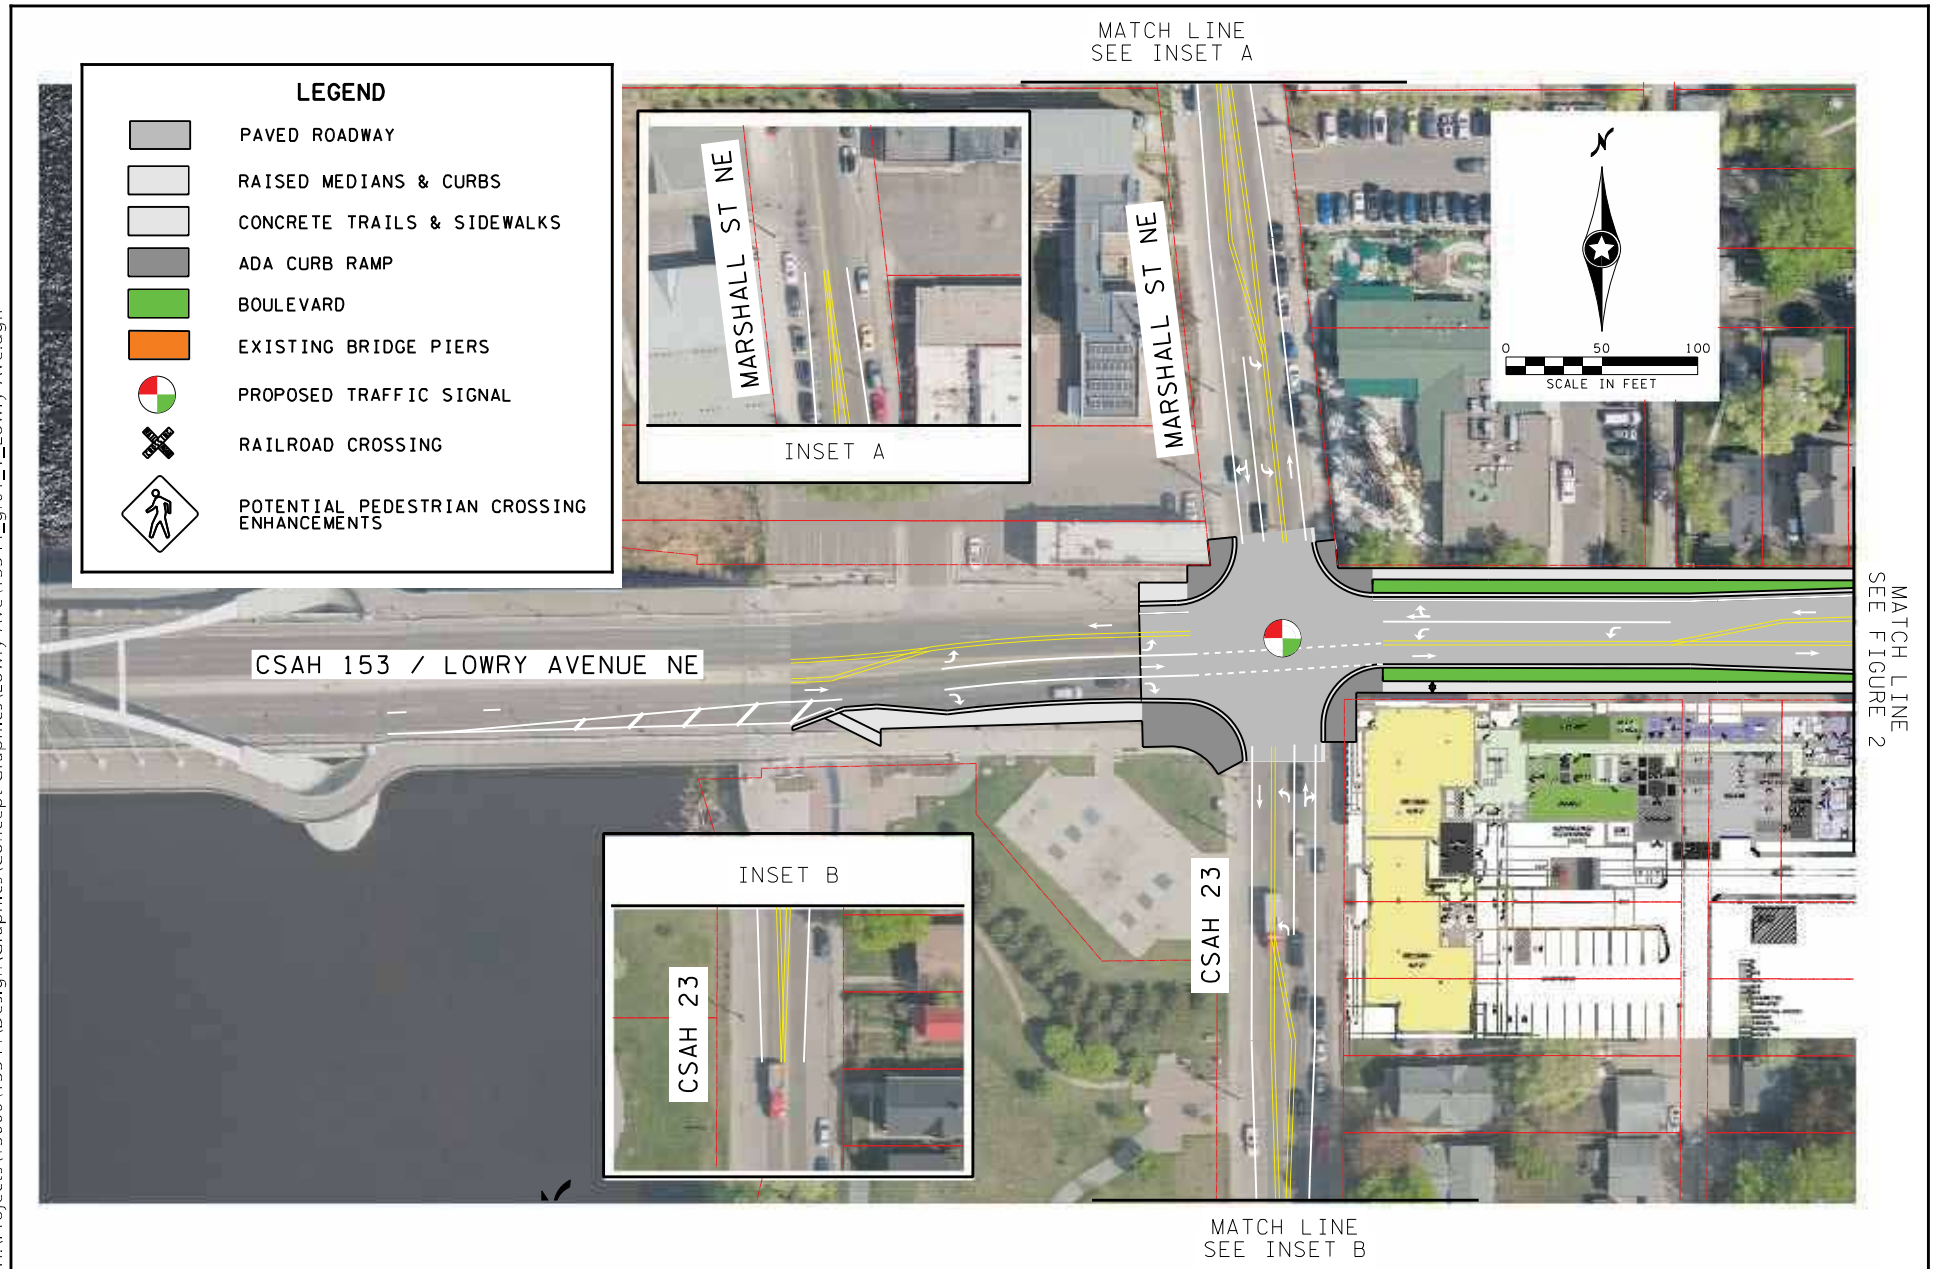 MATCH LINE
SEE INSET A
LEGEND
PAVED ROADWAY
RAISED MEDIANS & CURBS
CONCRETE TRAILS & SIDEWALKS
ADA CURB RAMP
BOULEVARD
EXISTING BRIDGE PIERS
PROPOSED TRAFFIC SIGNAL
RAILROAD CROSSING
POTENTIAL PEDESTRIAN CROSSING
ENHANCEMENTS
MARSHALL ST NE
INSET A
MARSHALL ST NE
N
0 50 100
SCALE IN FEET
CSAH 153 / LOWRY AVENUE NE
MATCH LINE
SEE FIGURE 2
INSET B
CSAH 23
CSAH 23
MATCH LINE
SEE INSET B